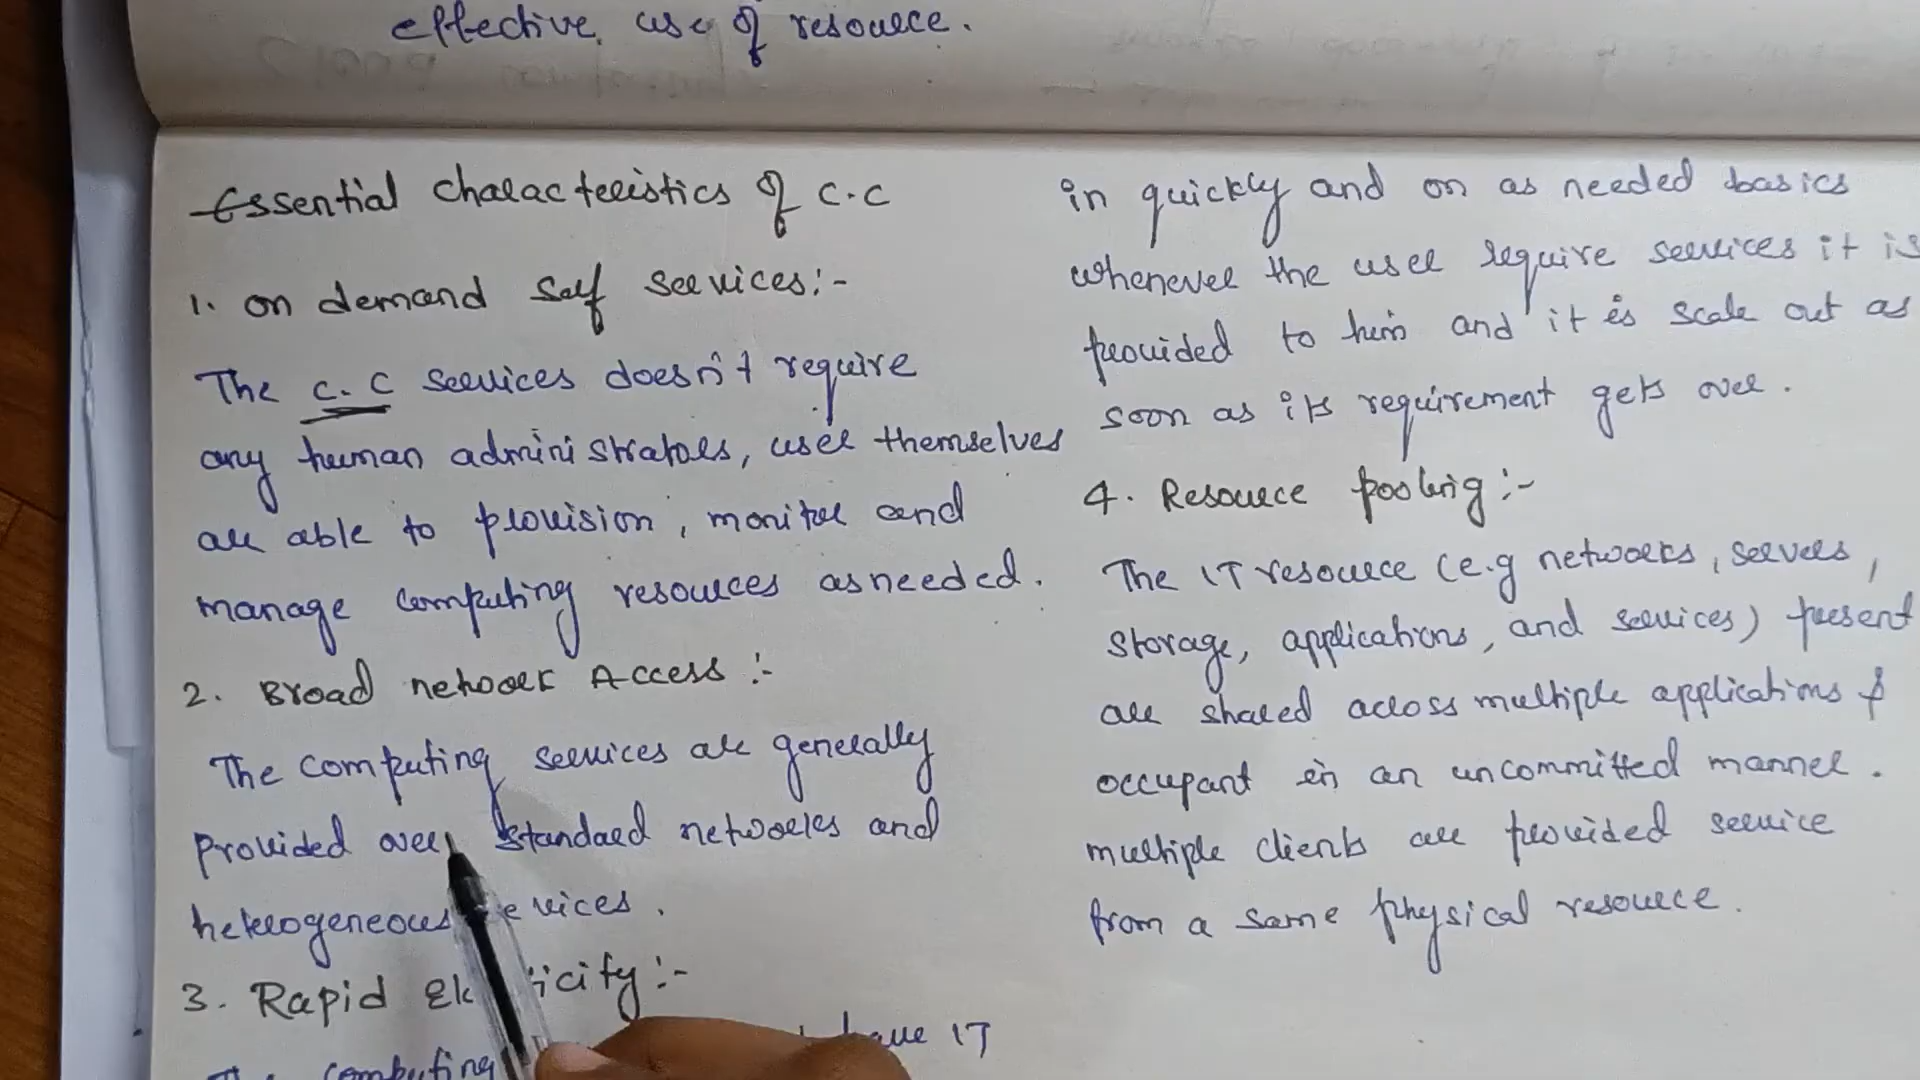 effective use of resource.
Essential characteristics of C.C
1. on demand self services:-
The C.C services doesn't require
any human administrators, user themselves
are able to provision, monitor and
manage computing resources as needed.
2. Broad network Access :-
The computing services are generally
Provided over standard networks and
heterogeneous
3. Rapid
computing have IT
in quickly and on as needed basics
whenever the user require services it is
provided to him and it is scale out as
soon as its requirement gets over.
4. Resource pooling :-
The IT resource (e.g networks, servers,
storage, applications, and services) present
are shared across multiple applications &
occupant in an uncommitted manner.
multiple clients are provided service
from a same physical resource.